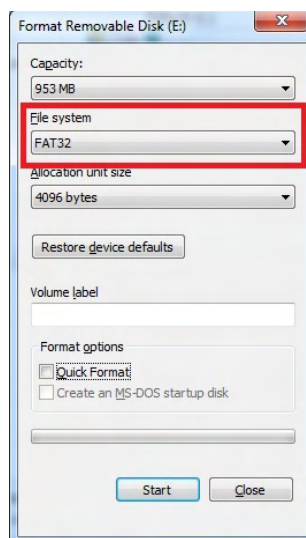 Format Removable Disk (E:)
Capacity:
953 MB
File system
FAT32
Allocation unit size
4096 bytes
Restore device defaults
Volume label
Format options
Quick Format
Create an MS-DOS startup disk
Start
Close